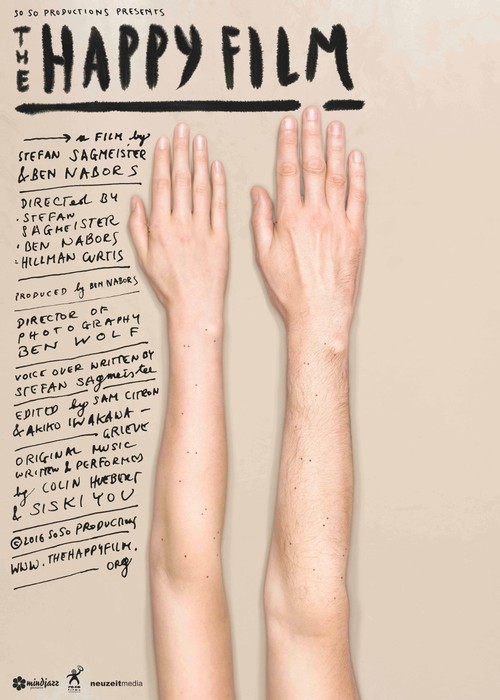 SO SO PRODUCTIONS PRESENTS
THE HAPPY FILM
a FILM by
STEFAN SAGMEISTER
& BEN NABORS
DIRECTED BY
· STEFAN
SAGMEISTER
· BEN NABORS
· HILLMAN CURTIS
PRODUCED by BEN NABORS
DIRECTOR OF
PHOTOGRAPHY
BEN WOLF
VOICE OVER WRITTEN BY
STEFAN Sagmeister
EDITED by SAM CITRON
& AKIKO IWAKAWA –
GRIEVE
ORIGINAL MUSIC
WRITTEN & PERFORMED
by COLIN HUEBERT
& SISKIYOU
©2016 SoSo PRODUCTIONS
WWW.THEHAPPYFILM.
ORG
mindjazz
neuzeitmedia